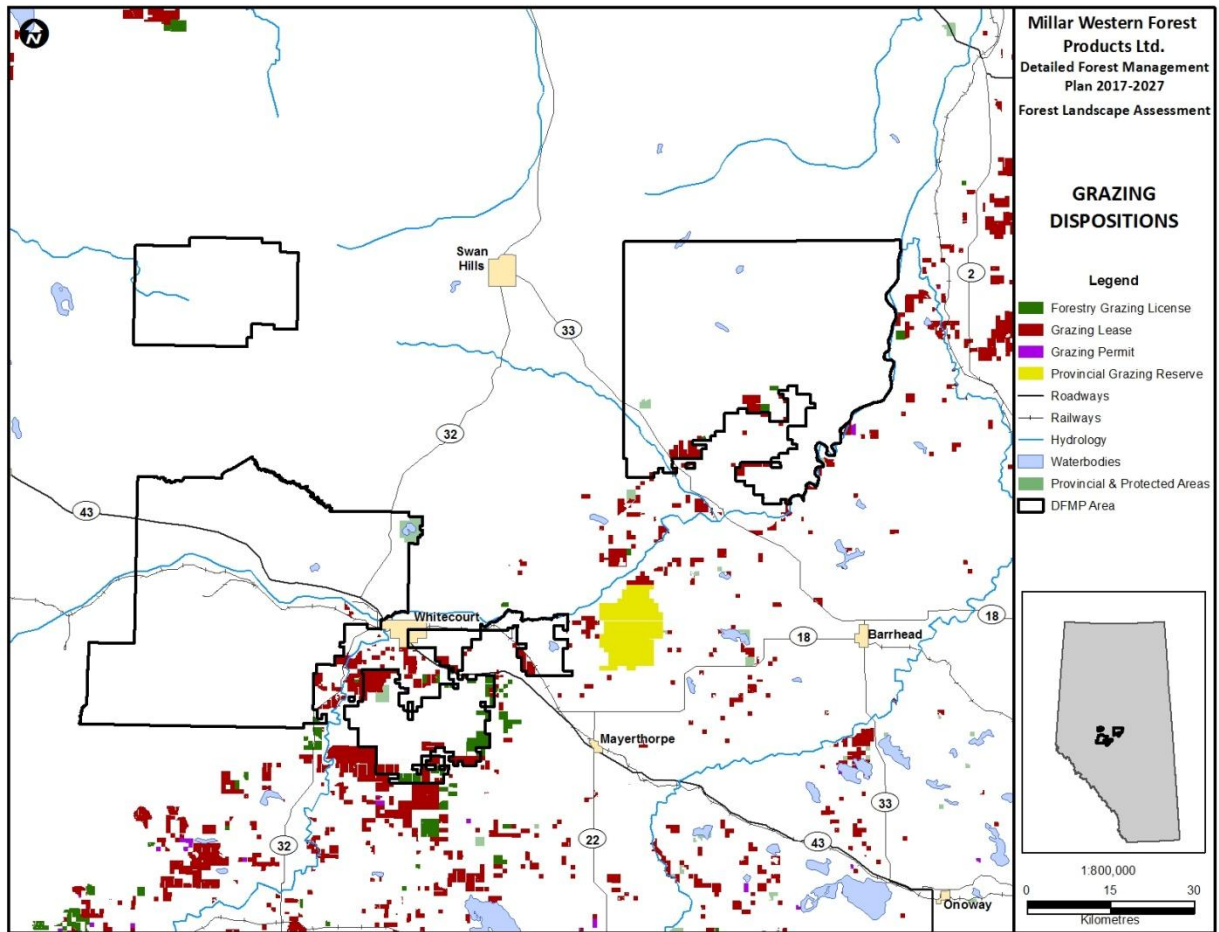 N
Swan
Hills
33
2
32
43
Whitecourt
18
18
Barrhead
Mayerthorpe
32
22
33
43
Onoway
Millar Western Forest
Products Ltd.
Detailed Forest Management
Plan 2017-2027
Forest Landscape Assessment
GRAZING
DISPOSITIONS
Legend
Forestry Grazing License
Grazing Lease
Grazing Permit
Provincial Grazing Reserve
Roadways
Railways
Hydrology
Waterbodies
Provincial & Protected Areas
DFMP Area
1:800,000
0 15 30
Kilometres